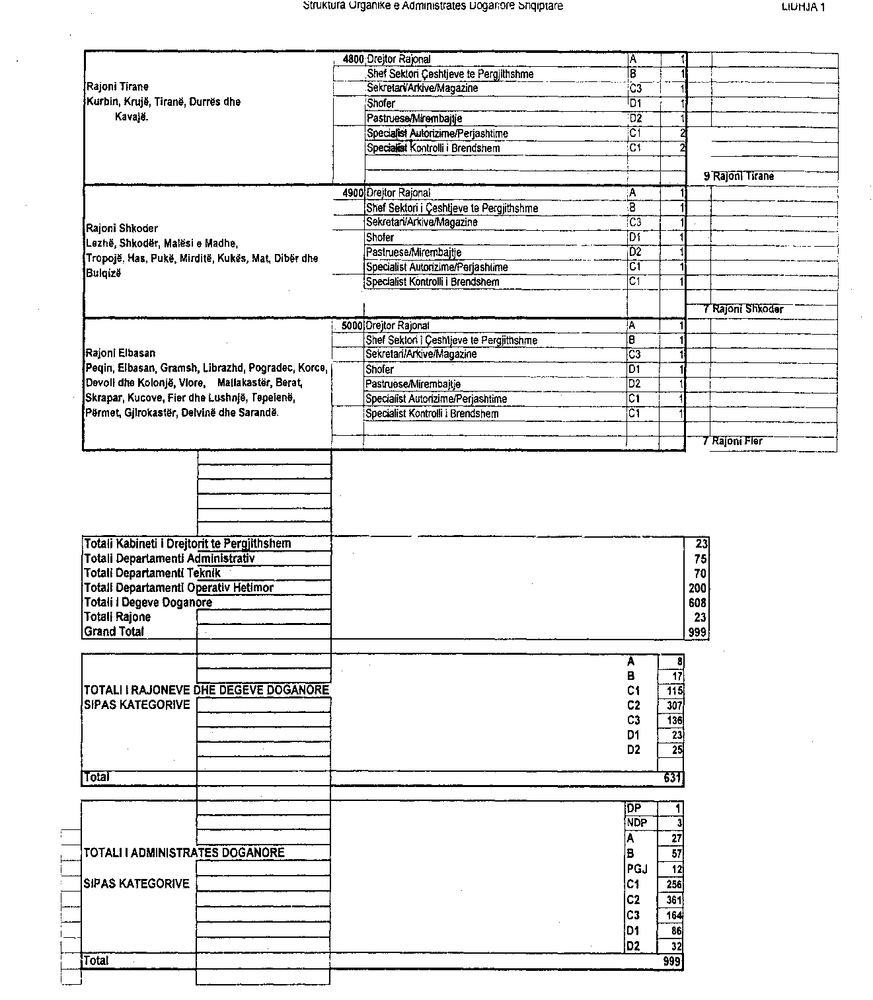 Struktura Organike e Administrates Doganore Shqiptare LIDHJA 1
4800 Drejtor Rajonal A 1
Shef Sektori Çeshtjeve te Pergjithshme B 1
Rajoni Tirane
Sekretari/Arkive/Magazine C3 1
Kurbin, Krujë, Tiranë, Durrës dhe
Shofer D1 1
Kavajë.
Pastruese/Mirembajtje D2 1
Specialist Autorizime/Perjashtime C1 2
Specialist Kontrolli i Brendshem C1 2
9 Rajoni Tirane
4900 Drejtor Rajonal A 1
Shef Sektori i Çeshtjeve te Pergjithshme B 1
Sekretari/Arkive/Magazine C3 1
Rajoni Shkoder
Shofer D1 1
Lezhë, Shkodër, Malësi e Madhe,
Pastruese/Mirembajtje D2 1
Tropojë, Has, Pukë, Mirditë, Kukës, Mat, Dibër dhe
Specialist Autorizime/Perjashtime C1 1
Bulqizë
Specialist Kontrolli i Brendshem C1 1
7 Rajoni Shkoder
5000 Drejtor Rajonal A 1
Shef Sektori i Çeshtjeve te Pergjithshme B 1
Rajoni Elbasan
Sekretari/Arkive/Magazine C3 1
Peqin, Elbasan, Gramsh, Librazhd, Pogradec, Korce,
Shofer D1 1
Devoll dhe Kolonjë, Vlore, Mallakastër, Berat,
Pastruese/Mirembajtje D2 1
Skrapar, Kucove, Fier dhe Lushnjë, Tepelenë,
Specialist Autorizime/Perjashtime C1 1
Përmet, Gjirokastër, Delvinë dhe Sarandë.
Specialist Kontrolli i Brendshem C1 1
7 Rajoni Fier
Totali Kabineti i Drejtorit te Pergjithshem 23
Totali Departamenti Administrativ 75
Totali Departamenti Teknik 70
Totali Departamenti Operativ Hetimor 200
Totali i Degeve Doganore 608
Totali Rajone 23
Grand Total 999
A 8
B 17
TOTALI I RAJONEVE DHE DEGEVE DOGANORE C1 115
SIPAS KATEGORIVE C2 307
C3 136
D1 23
D2 25
Total 631
DP 1
NDP 3
A 27
TOTALI I ADMINISTRATES DOGANORE B 57
PGJ 12
SIPAS KATEGORIVE C1 256
C2 361
C3 164
D1 86
D2 32
Total 999